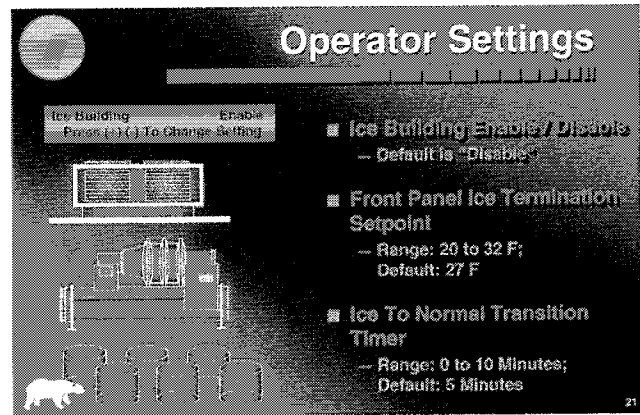 Operator Settings
Ice Building Enable
Press (+) (-) To Change Setting
■ Ice Building Enable / Disable
— Default is "Disable"
■ Front Panel Ice Termination
Setpoint
— Range: 20 to 32 F;
Default: 27 F
■ Ice To Normal Transition
Timer
— Range: 0 to 10 Minutes;
Default: 5 Minutes
21